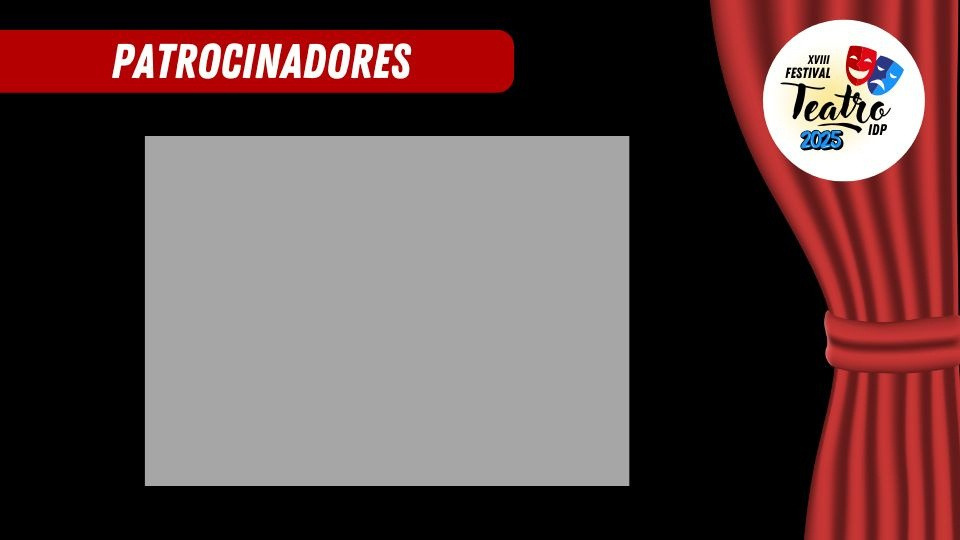 PATROCINADORES
XVIII
FESTIVAL
Teatro
IDP
2025